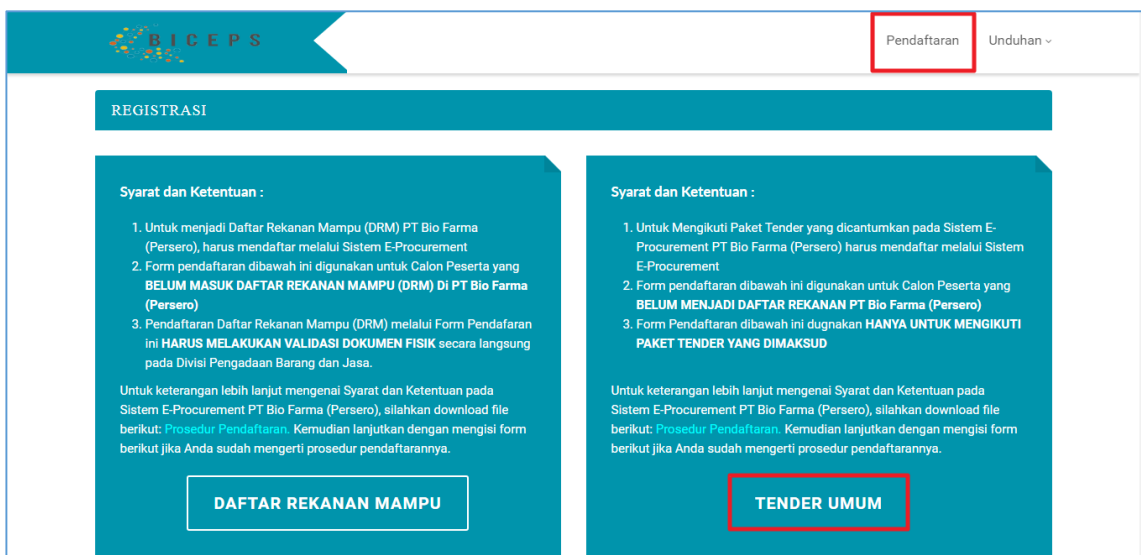 BICEPS
Pendaftaran
Unduhan
REGISTRASI
Syarat dan Ketentuan :
1. Untuk menjadi Daftar Rekanan Mampu (DRM) PT Bio Farma
(Persero), harus mendaftar melalui Sistem E-Procurement
2. Form pendaftaran dibawah ini digunakan untuk Calon Peserta yang
BELUM MASUK DAFTAR REKANAN MAMPU (DRM) Di PT Bio Farma
(Persero)
3. Pendaftaran Daftar Rekanan Mampu (DRM) melalui Form Pendafaran
ini HARUS MELAKUKAN VALIDASI DOKUMEN FISIK secara langsung
pada Divisi Pengadaan Barang dan Jasa.
Untuk keterangan lebih lanjut mengenai Syarat dan Ketentuan pada
Sistem E-Procurement PT Bio Farma (Persero), silahkan download file
berikut: Prosedur Pendaftaran. Kemudian lanjutkan dengan mengisi form
berikut jika Anda sudah mengerti prosedur pendaftarannya.
DAFTAR REKANAN MAMPU
Syarat dan Ketentuan :
1. Untuk Mengikuti Paket Tender yang dicantumkan pada Sistem E-
Procurement PT Bio Farma (Persero) harus mendaftar melalui Sistem
E-Procurement
2. Form pendaftaran dibawah ini digunakan untuk Calon Peserta yang
BELUM MENJADI DAFTAR REKANAN PT Bio Farma (Persero)
3. Form Pendaftaran dibawah ini dugnakan HANYA UNTUK MENGIKUTI
PAKET TENDER YANG DIMAKSUD
Untuk keterangan lebih lanjut mengenai Syarat dan Ketentuan pada
Sistem E-Procurement PT Bio Farma (Persero), silahkan download file
berikut: Prosedur Pendaftaran. Kemudian lanjutkan dengan mengisi form
berikut jika Anda sudah mengerti prosedur pendaftarannya.
TENDER UMUM